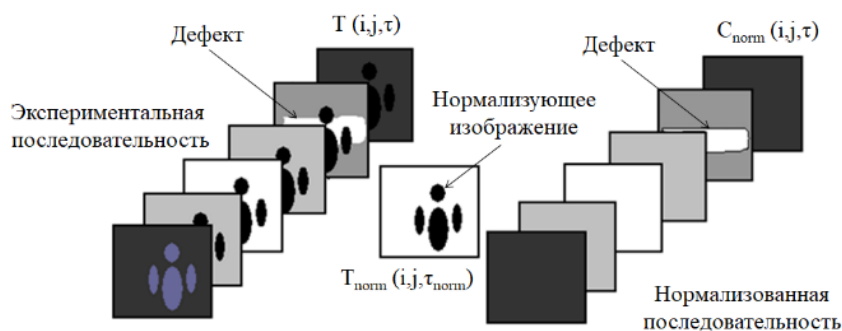 T (i,j,τ)
Дефект
Экспериментальная
последовательность
Нормализующее
изображение
T_norm (i,j,τ_norm)
C_norm (i,j,τ)
Дефект
Нормализованная
последовательность